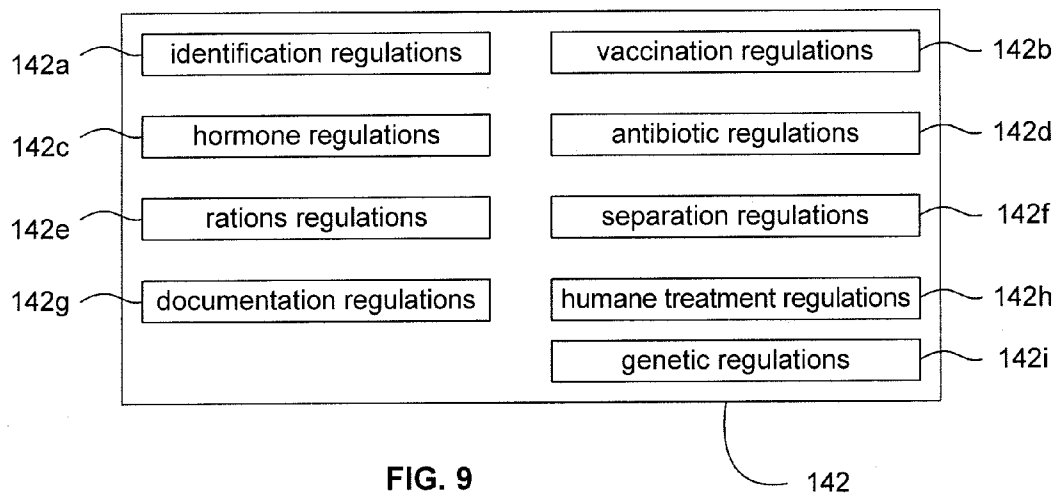 142a identification regulations vaccination regulations 142b
142c hormone regulations antibiotic regulations 142d
142e rations regulations separation regulations 142f
142g documentation regulations humane treatment regulations 142h
genetic regulations 142i
FIG. 9 142